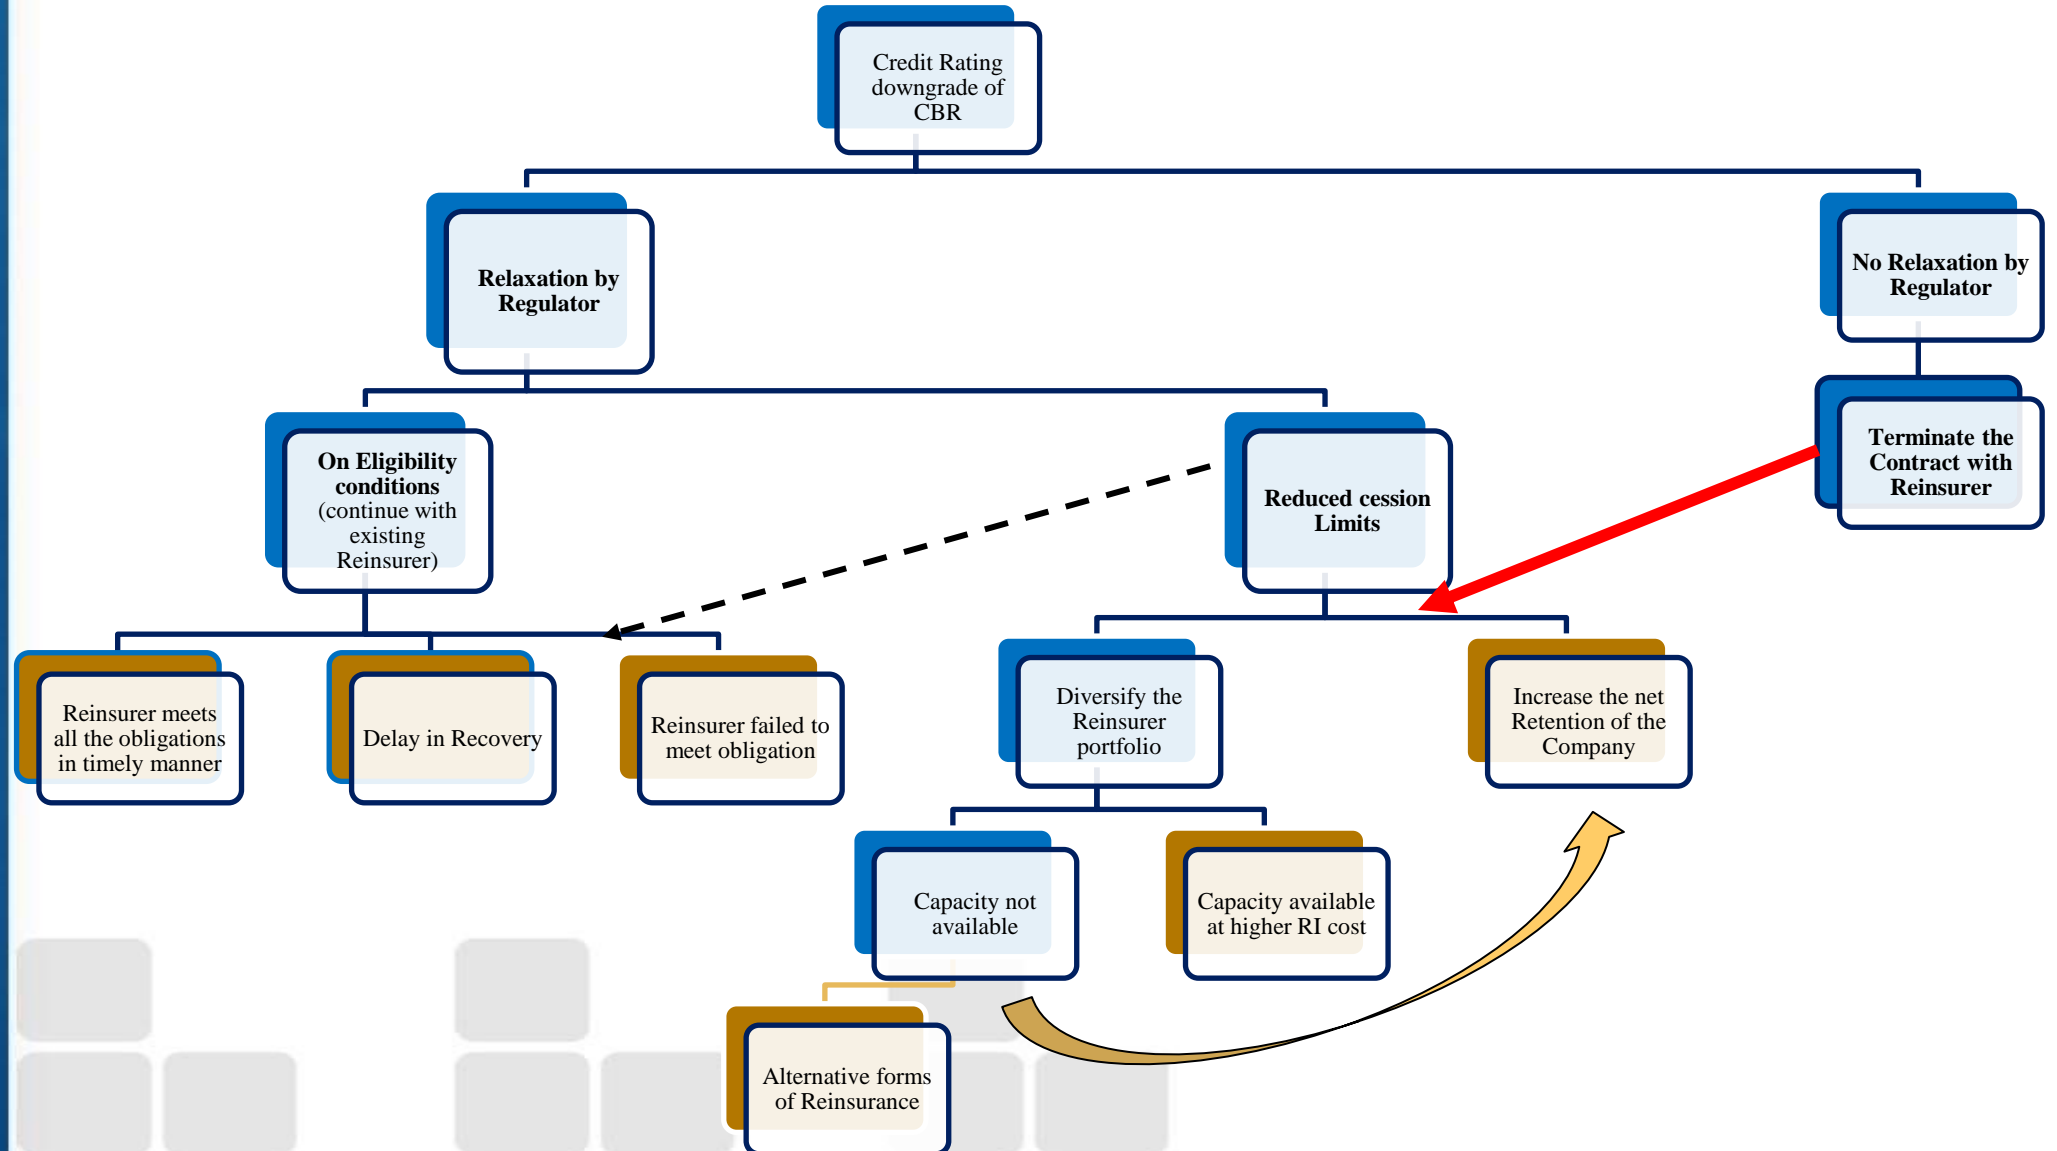 Credit Rating
downgrade of
CBR
Relaxation by
Regulator
No Relaxation by
Regulator
On Eligibility
conditions
(continue with
existing
Reinsurer)
Reduced cession
Limits
Terminate the
Contract with
Reinsurer
Reinsurer meets
all the obligations
in timely manner
Delay in Recovery
Reinsurer failed to
meet obligation
Diversify the
Reinsurer
portfolio
Increase the net
Retention of the
Company
Capacity not
available
Capacity available
at higher RI cost
Alternative forms
of Reinsurance